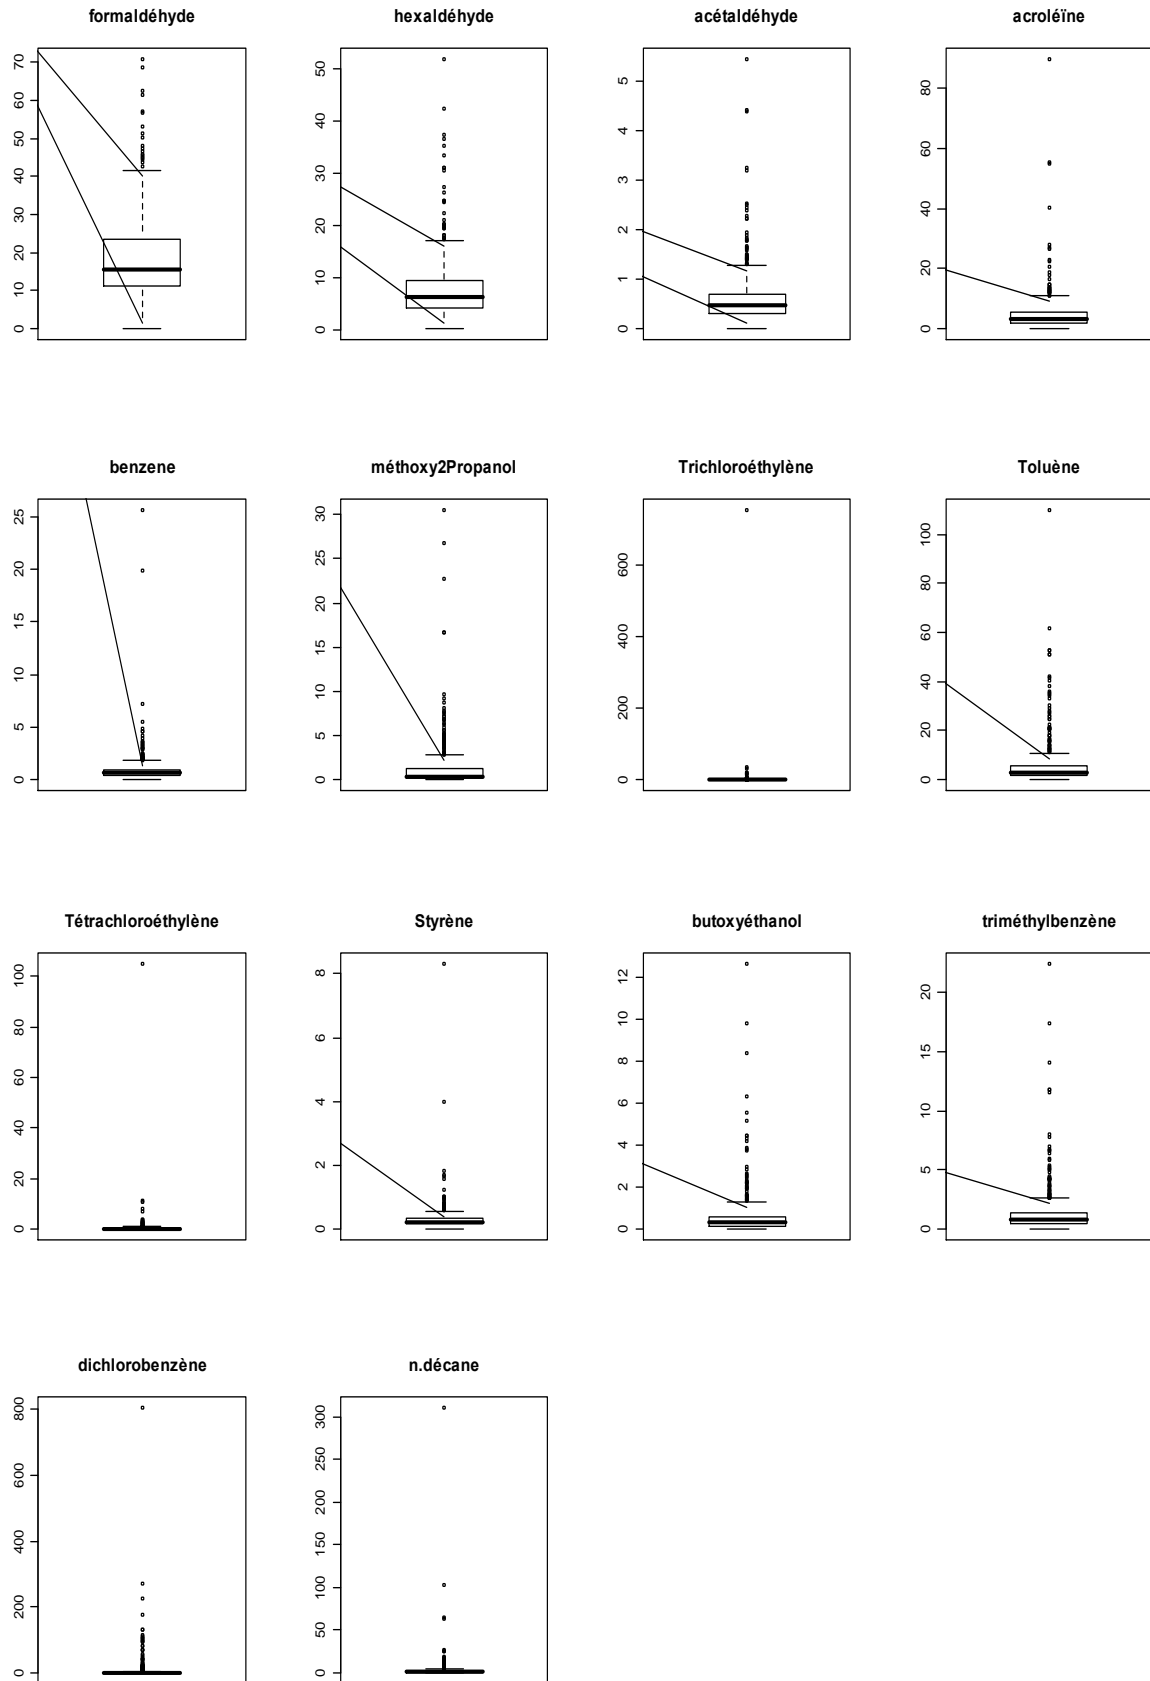 formaldéhyde
0 10 20 30 40 50 60 70
hexaldéhyde
0 10 20 30 40 50
acétaldéhyde
0 1 2 3 4 5
acroléïne
0 20 40 60 80
benzene
0 5 10 15 20 25
méthoxy2Propanol
0 5 10 15 20 25 30
Trichloroéthylène
0 200 400 600
Toluène
0 20 40 60 80 100
Tétrachloroéthylène
0 20 40 60 80 100
Styrène
0 2 4 6 8
butoxyéthanol
0 2 4 6 8 10 12
triméthylbenzène
0 5 10 15 20
dichlorobenzène
0 200 400 600 800
n.décane
0 50 100 150 200 250 300